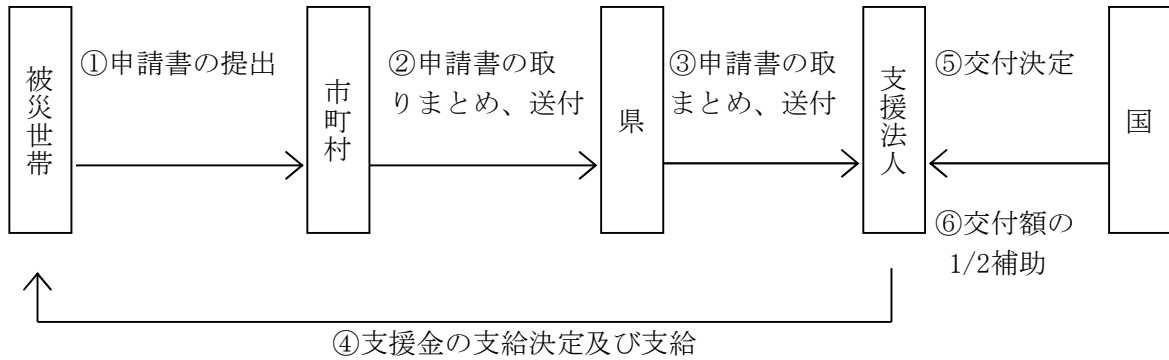 被災世帯
①申請書の提出
市町村
②申請書の取
りまとめ、送付
県
③申請書の取
まとめ、送付
支援法人
⑤交付決定
国
⑥交付額の
1/2補助
④支援金の支給決定及び支給